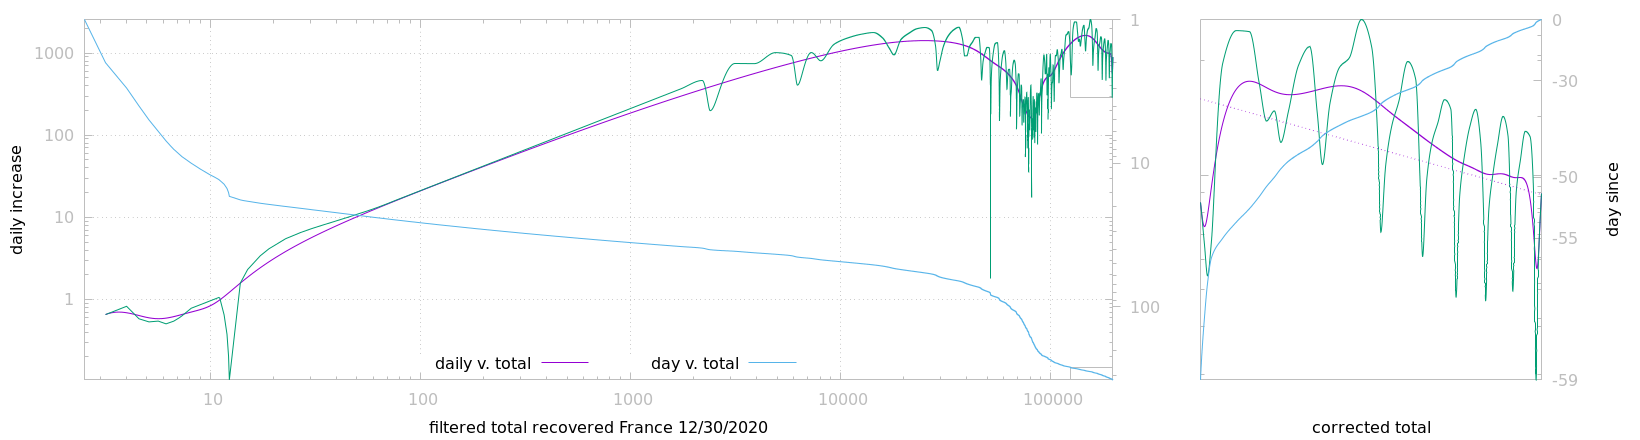 1000
100
10
1
daily increase
10
100
1000
10000
100000
filtered total recovered France 12/30/2020
daily v. total
day v. total
1
10
100
0
-30
-50
-55
-59
day since
corrected total